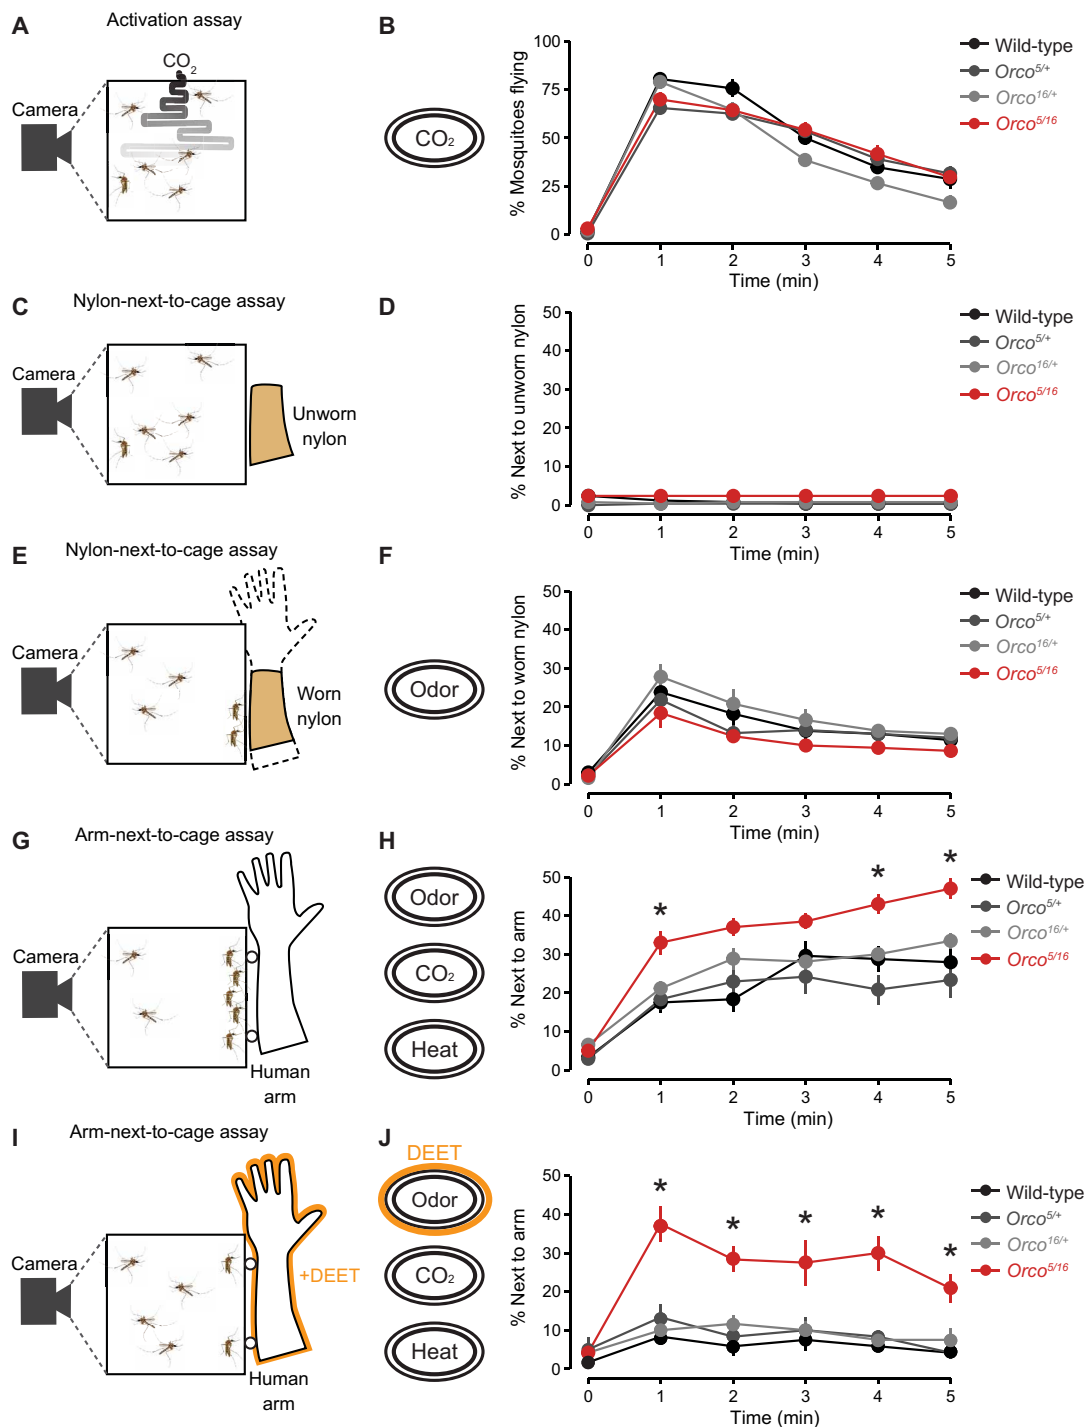 A
Activation assay
CO2
Camera
B
CO2
% Mosquitoes flying
100
75
50
25
0
0 1 2 3 4 5
Time (min)
Wild-type
Orco5/+
Orco16/+
Orco5/16
C
Nylon-next-to-cage assay
Camera
Unworn
nylon
D
% Next to unworn nylon
50
40
30
20
10
0
0 1 2 3 4 5
Time (min)
Wild-type
Orco5/+
Orco16/+
Orco5/16
E
Nylon-next-to-cage assay
Camera
Worn
nylon
F
Odor
% Next to worn nylon
50
40
30
20
10
0
0 1 2 3 4 5
Time (min)
Wild-type
Orco5/+
Orco16/+
Orco5/16
G
Arm-next-to-cage assay
Camera
Human
arm
H
Odor
CO2
Heat
% Next to arm
50
40
30
20
10
0
* * *
0 1 2 3 4 5
Time (min)
Wild-type
Orco5/+
Orco16/+
Orco5/16
I
Arm-next-to-cage assay
Camera
+DEET
Human
arm
J
DEET
Odor
CO2
Heat
% Next to arm
50
40
30
20
10
0
* * * * *
0 1 2 3 4 5
Time (min)
Wild-type
Orco5/+
Orco16/+
Orco5/16